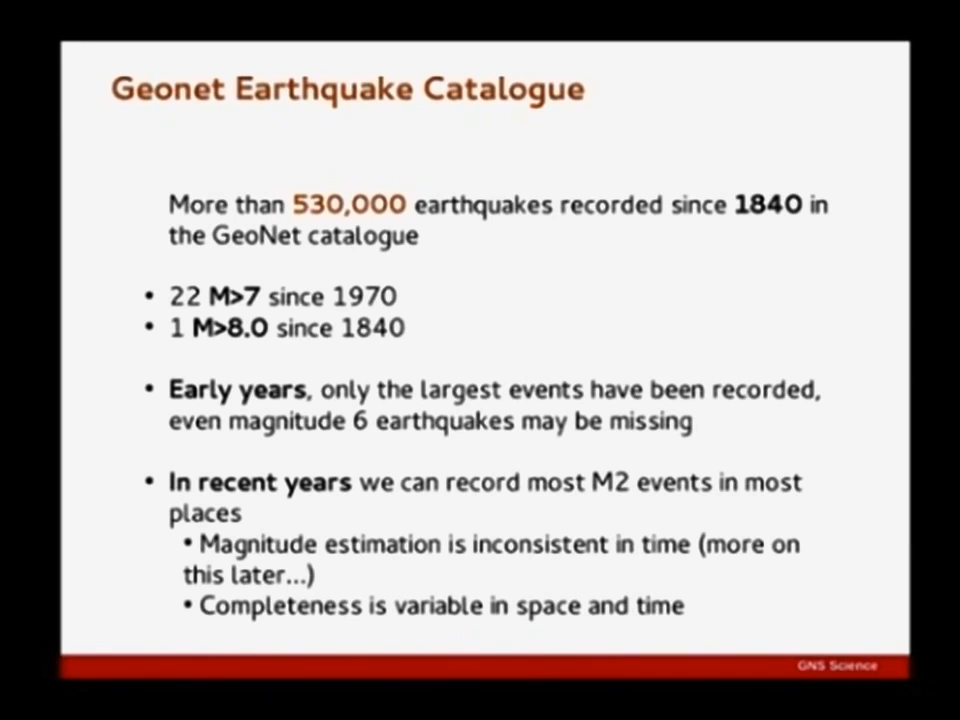 Geonet Earthquake Catalogue
More than 530,000 earthquakes recorded since 1840 in
the GeoNet catalogue
• 22 M>7 since 1970
• 1 M>8.0 since 1840
• Early years, only the largest events have been recorded,
even magnitude 6 earthquakes may be missing
• In recent years we can record most M2 events in most
places
• Magnitude estimation is inconsistent in time (more on
this later...)
• Completeness is variable in space and time
GNS Science